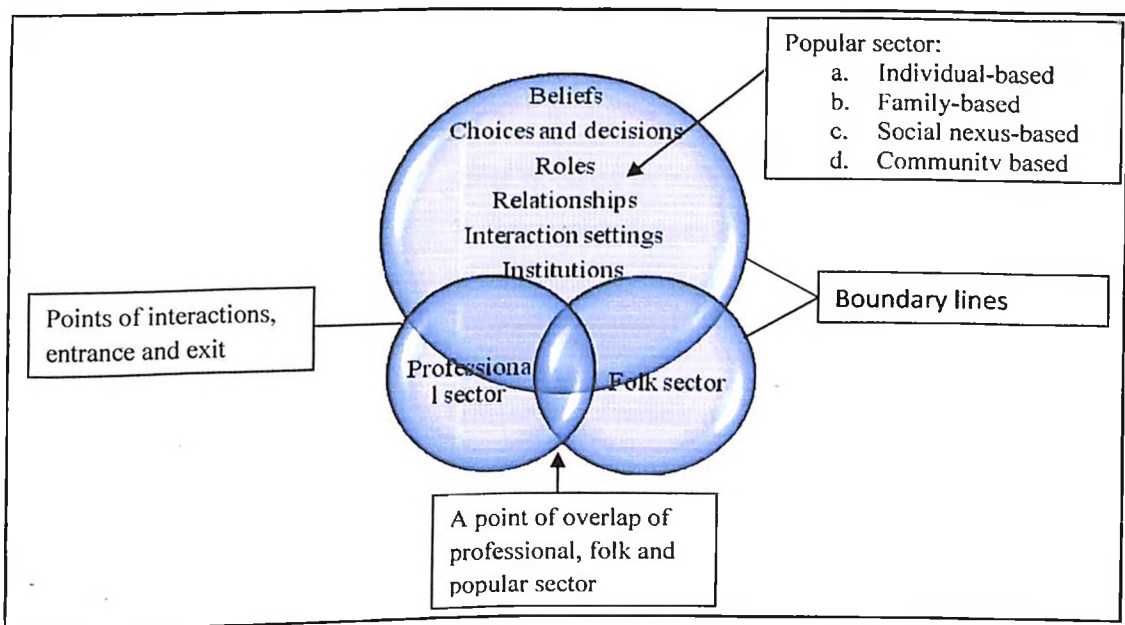 Popular sector:
a. Individual-based
b. Family-based
c. Social nexus-based
d. Community based
Beliefs
Choices and decisions
Roles
Relationships
Interaction settings
Institutions
Boundary lines
Points of interactions,
entrance and exit
Professiona
l sector
Folk sector
A point of overlap of
professional, folk and
popular sector